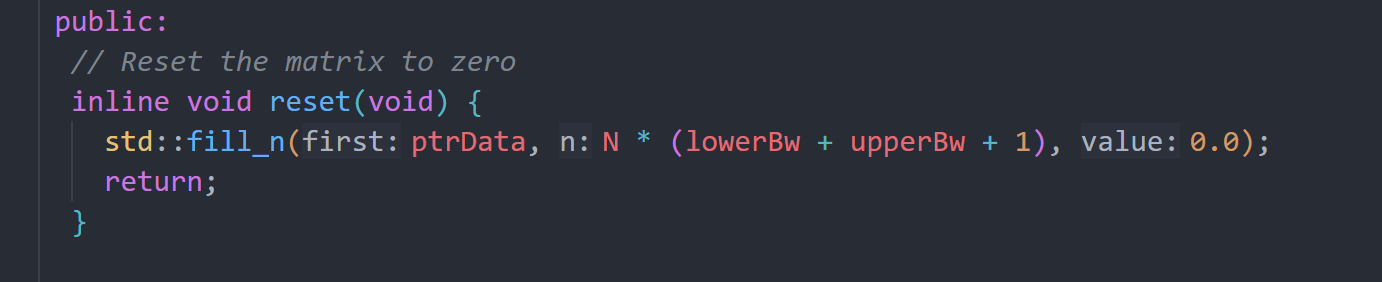 public:
// Reset the matrix to zero
inline void reset(void) {
std::fill_n(first: ptrData, n: N * (lowerBw + upperBw + 1), value: 0.0);
return;
}